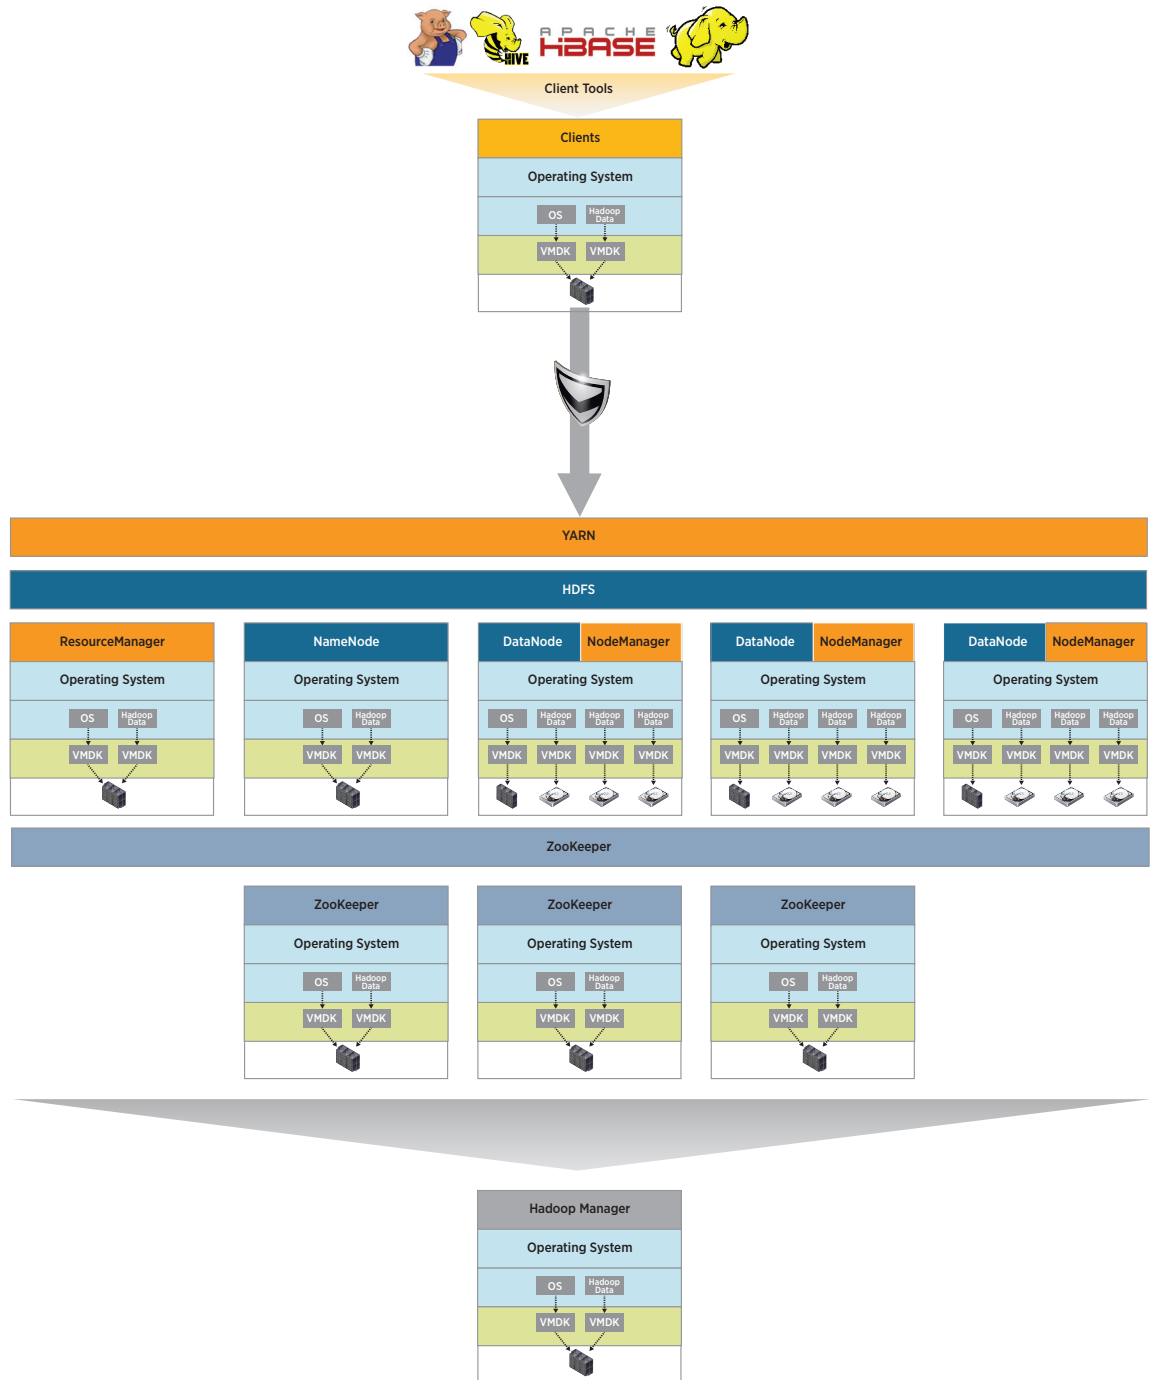 APACHE
HIVE
HBASE
Client Tools
Clients
Operating System
OS
Hadoop
Data
VMDK
VMDK
YARN
HDFS
ResourceManager
Operating System
OS
Hadoop
Data
VMDK
VMDK
NameNode
Operating System
OS
Hadoop
Data
VMDK
VMDK
DataNode
NodeManager
Operating System
OS
Hadoop
Data
Hadoop
Data
Hadoop
Data
VMDK
VMDK
VMDK
VMDK
DataNode
NodeManager
Operating System
OS
Hadoop
Data
Hadoop
Data
Hadoop
Data
VMDK
VMDK
VMDK
VMDK
DataNode
NodeManager
Operating System
OS
Hadoop
Data
Hadoop
Data
Hadoop
Data
VMDK
VMDK
VMDK
VMDK
ZooKeeper
ZooKeeper
Operating System
OS
Hadoop
Data
VMDK
VMDK
ZooKeeper
Operating System
OS
Hadoop
Data
VMDK
VMDK
ZooKeeper
Operating System
OS
Hadoop
Data
VMDK
VMDK
Hadoop Manager
Operating System
OS
Hadoop
Data
VMDK
VMDK